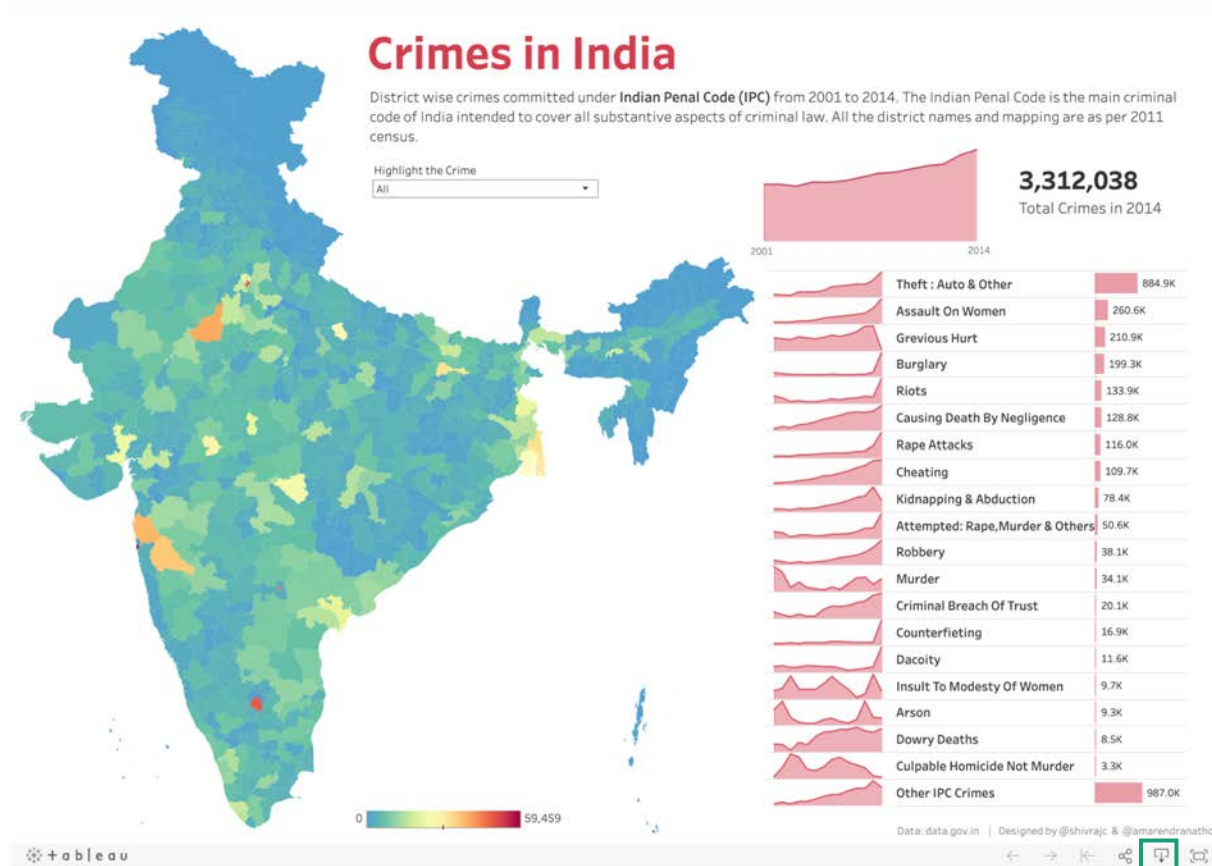 Crimes in India
District wise crimes committed under Indian Penal Code (IPC) from 2001 to 2014. The Indian Penal Code is the main criminal
code of India intended to cover all substantive aspects of criminal law. All the district names and mapping are as per 2011
census.
Highlight the Crime
All
3,312,038
Total Crimes in 2014
2001 2014
Theft : Auto & Other 884.9K
Assault On Women 260.6K
Grevious Hurt 210.9K
Burglary 199.3K
Riots 133.9K
Causing Death By Negligence 128.8K
Rape Attacks 116.0K
Cheating 109.7K
Kidnapping & Abduction 78.4K
Attempted: Rape,Murder & Others 50.6K
Robbery 38.1K
Murder 34.1K
Criminal Breach Of Trust 20.1K
Counterfieting 16.9K
Dacoity 11.6K
Insult To Modesty Of Women 9.7K
Arson 9.3K
Dowry Deaths 8.5K
Culpable Homicide Not Murder 3.3K
Other IPC Crimes 987.0K
0 59,459
Data: data.gov.in | Designed by @shivrajc & @amarendranathc
+ableau